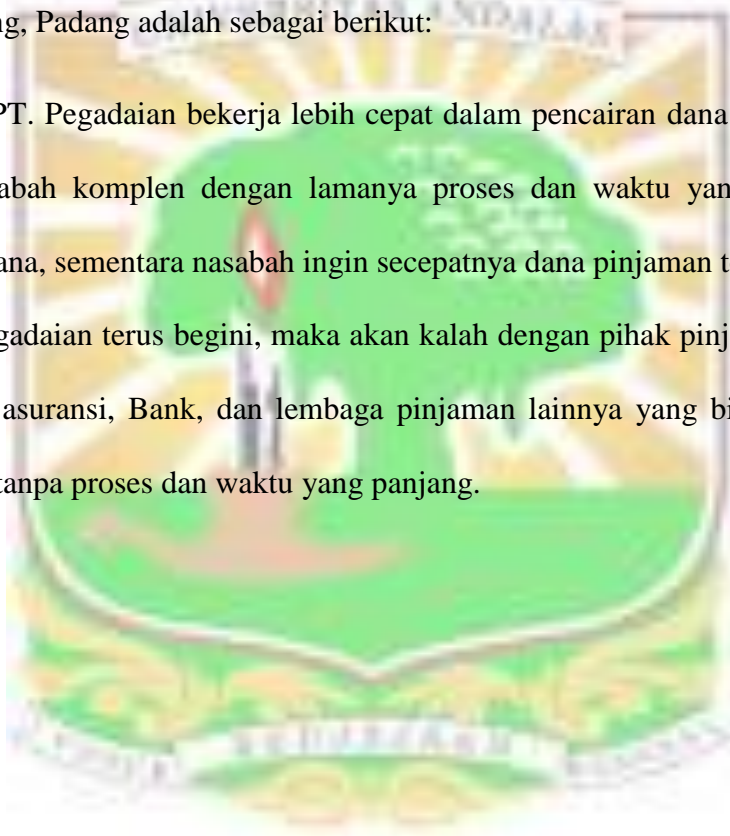 ng, Padang adalah sebagai berikut:
PT. Pegadaian bekerja lebih cepat dalam pencairan dana
abah komplen dengan lamanya proses dan waktu yan
ana, sementara nasabah ingin secepatnya dana pinjaman t
gadaian terus begini, maka akan kalah dengan pihak pinj
asuransi, Bank, dan lembaga pinjaman lainnya yang bi
tanpa proses dan waktu yang panjang.